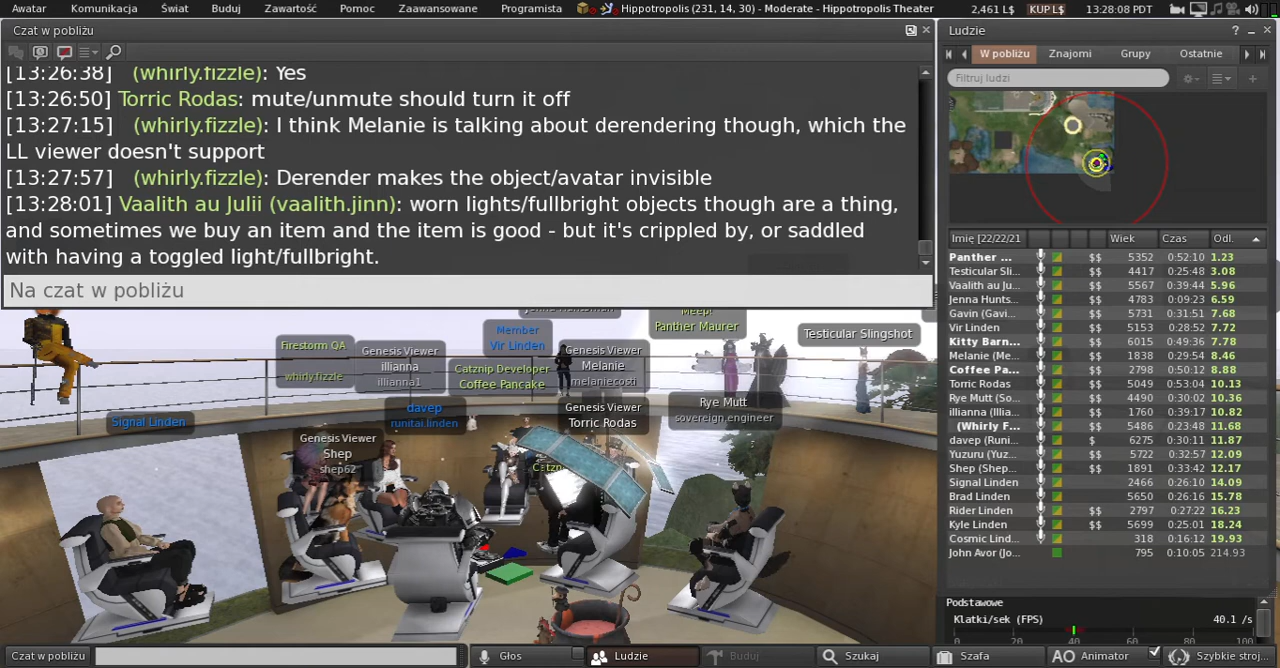 Awatar Komunikacja Świat Buduj Zawartość Pomoc Zaawansowane Programista Hippotropolis (231, 14, 30) - Moderate - Hippotropolis Theater 2,461 L$ KUP L$ 13:28:08 PDT
Czat w pobliżu
[13:26:38] (whirly.fizzle): Yes
[13:26:50] Torric Rodas: mute/unmute should turn it off
[13:27:15] (whirly.fizzle): I think Melanie is talking about derendering though, which the
LL viewer doesn't support
[13:27:57] (whirly.fizzle): Derender makes the object/avatar invisible
[13:28:01] Vaalith au Julii (vaalith.jinn): worn lights/fullbright objects though are a thing,
and sometimes we buy an item and the item is good - but it's crippled by, or saddled
with having a toggled light/fullbright.
Na czat w pobliżu
Meep!
Panther Maurer
Testicular Slingshot
Member
Vir Linden
Firestorm QA
whirly.fizzle
Genesis Viewer
illianna
illianna1
Catznip Developer
Coffee Pancake
Genesis Viewer
Melanie
melaniecosti
Signal Linden
davep
runitai.linden
Genesis Viewer
Torric Rodas
Rye Mutt
sovereign.engineer
Genesis Viewer
Shep
shep62
Ludzie
W pobliżu Znajomi Grupy Ostatnie
Filtruj ludzi
Imię [22/22/21 Wiek Czas Odl.
Panther ... $$ 5352 0:52:10 1.23
Testicular Sli... $$ 4417 0:25:48 3.08
Vaalith au Ju... $$ 5567 0:39:44 5.96
Jenna Hunts... $$ 4783 0:09:23 6.59
Gavin (Gavi... $$ 5731 0:31:51 7.68
Vir Linden $$ 5153 0:28:52 7.72
Kitty Barn... $$ 6015 0:49:36 7.78
Melanie (Me... $$ 1838 0:29:54 8.46
Coffee Pa... $$ 2798 0:50:12 8.88
Torric Rodas $$ 5049 0:53:04 10.13
Rye Mutt (So... $$ 4490 0:30:02 10.36
illianna (Illia... $$ 1760 0:39:17 10.82
(Whirly F... $$ 5486 0:23:48 11.68
davep (Runi... $ 6275 0:30:11 11.87
Yuzuru (Yuz... $$ 5722 0:32:57 12.09
Shep (Shep... $$ 1891 0:33:42 12.17
Signal Linden 2466 0:26:10 14.09
Brad Linden 5650 0:26:16 15.78
Rider Linden $$ 2797 0:27:22 16.23
Kyle Linden $$ 5699 0:25:01 18.24
Cosmic Lind... 318 0:16:12 19.93
John Avor (Jo... 795 0:10:05 214.93
Podstawowe
Klatki/sek (FPS) 40.1 /s
0 20 40 60 80 100
Czat w pobliżu Głos Ludzie Buduj Szukaj Szafa AO Animator Szybkie stroj...